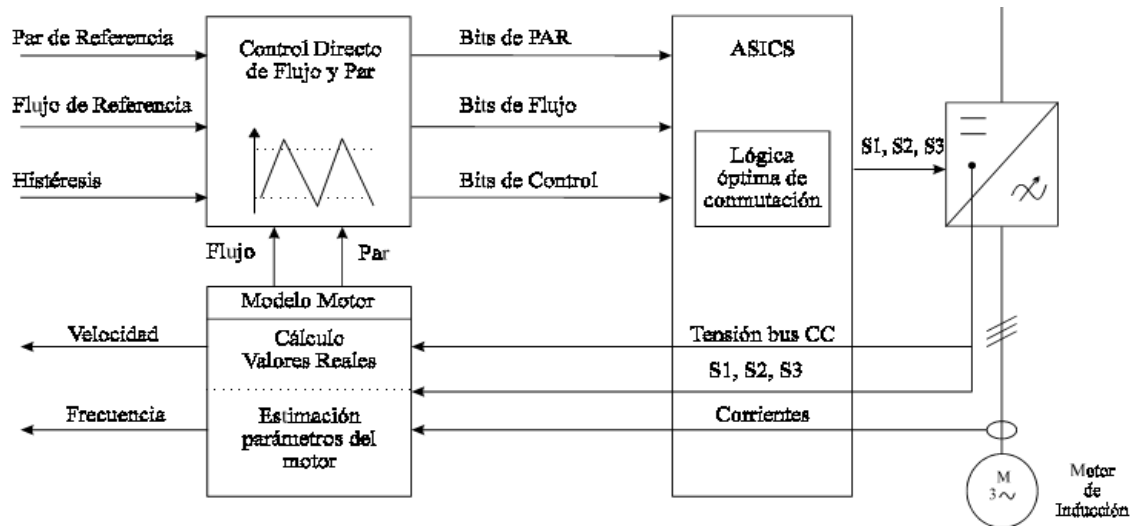 Par de Referencia
Flujo de Referencia
Histéresis
Control Directo
de Flujo y Par
Bits de PAR
Bits de Flujo
Bits de Control
ASICS
Lógica
óptima de
conmutación
S1, S2, S3
Flujo
Par
Modelo Motor
Cálculo
Valores Reales
Estimación
parámetros del
motor
Velocidad
Frecuencia
Tensión bus CC
S1, S2, S3
Corrientes
M
3~
Motor
de
Inducción